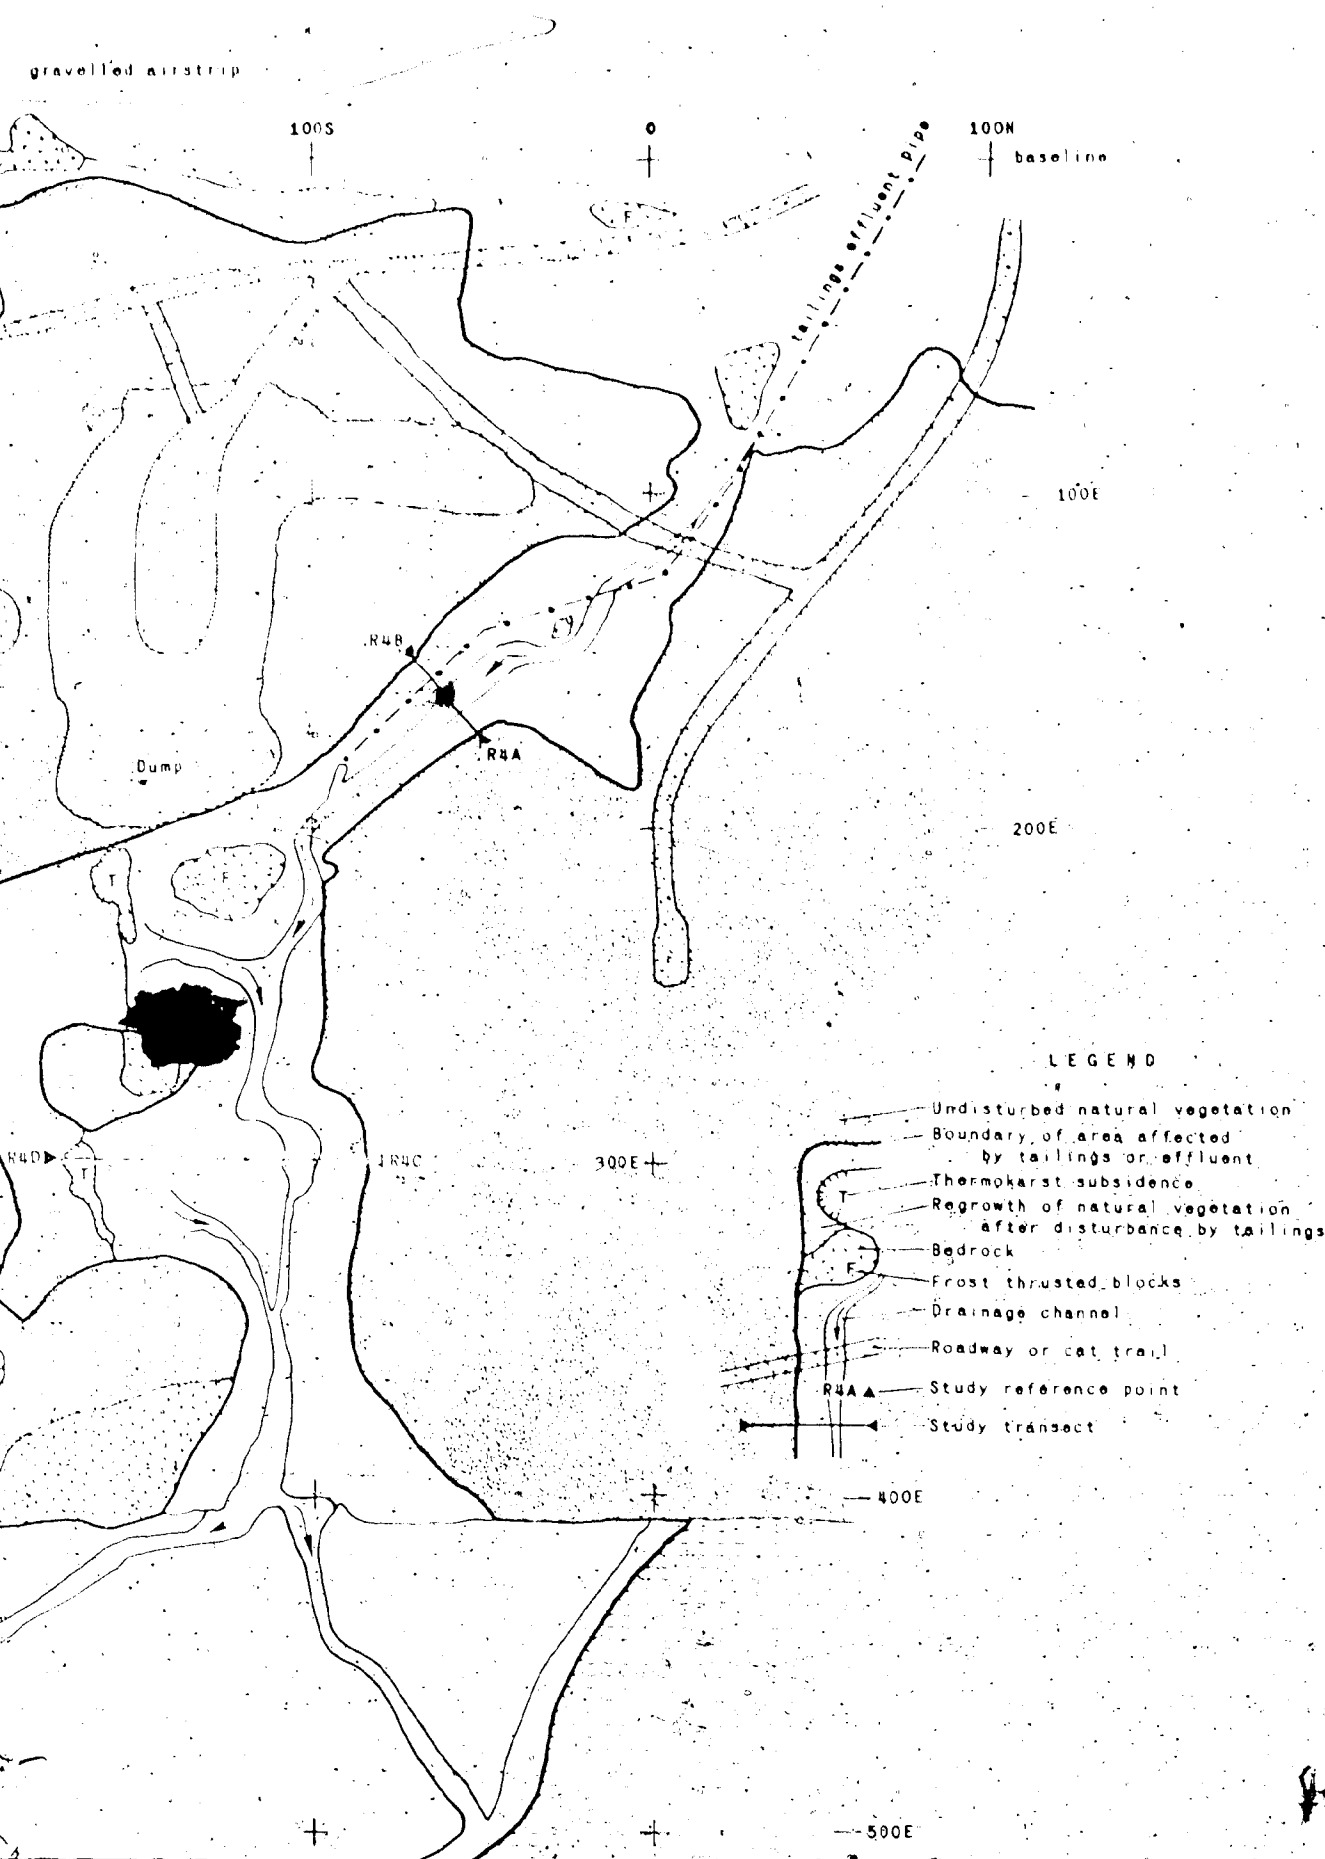 gravelled airstrip
100S
0
100N
baseline
tailings effluent pipe
F
100E
R4B
R4A
Dump
200E
T
F
F
LEGEND
Undisturbed natural vegetation
Boundary of area affected
by tailings or effluent
R4D
R4C
300E
T
Thermokarst subsidence
T
Regrowth of natural vegetation
after disturbance by tailings
Bedrock
F
Frost thrusted blocks
Drainage channel
Roadway or cat trail
R4A
Study reference point
Study transect
400E
500E